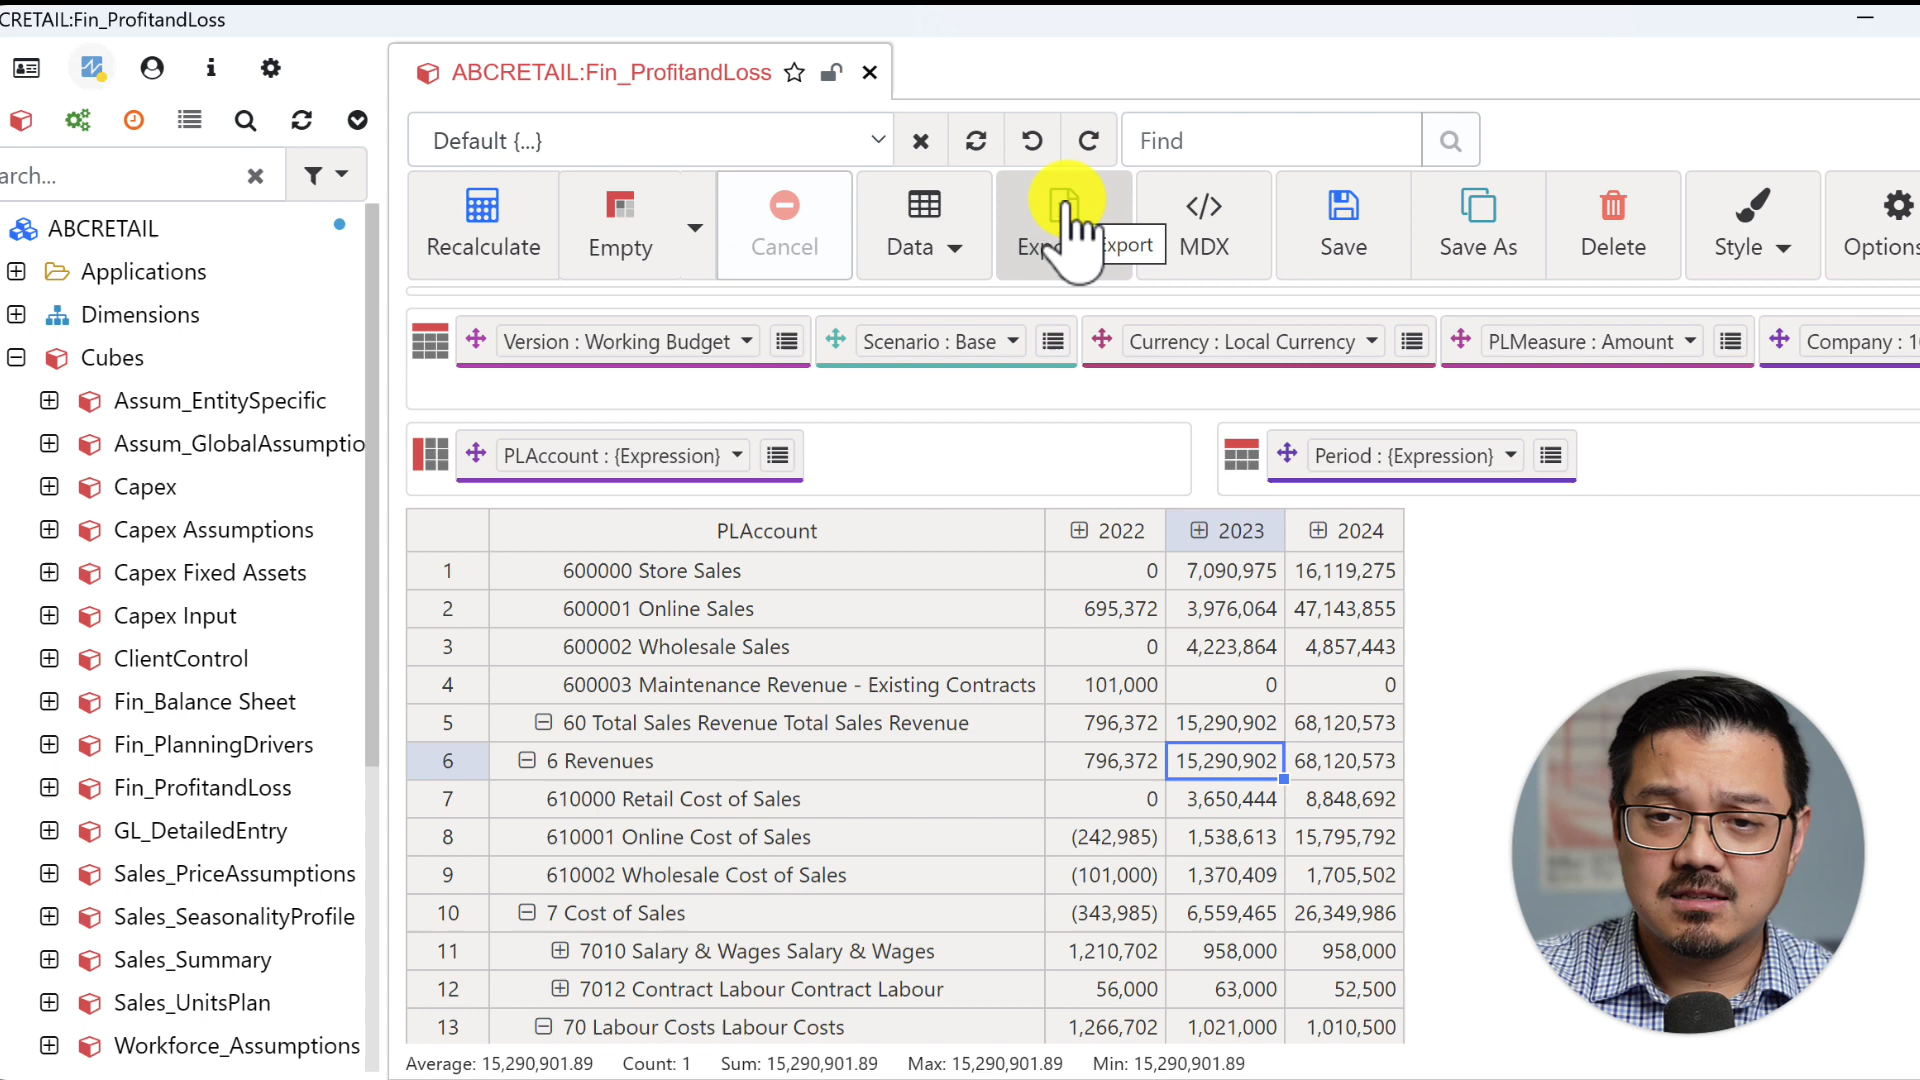 CRETAIL:Fin_ProfitandLoss
ABCRETAIL:Fin_ProfitandLoss
Default {...}
Find
arch...
Recalculate
Empty
Cancel
Data
Export
MDX
Save
Save As
Delete
Style
Options
ABCRETAIL
Applications
Dimensions
Cubes
Assum_EntitySpecific
Assum_GlobalAssumptio
Capex
Capex Assumptions
Capex Fixed Assets
Capex Input
ClientControl
Fin_Balance Sheet
Fin_PlanningDrivers
Fin_ProfitandLoss
GL_DetailedEntry
Sales_PriceAssumptions
Sales_SeasonalityProfile
Sales_Summary
Sales_UnitsPlan
Workforce_Assumptions
Version : Working Budget
Scenario : Base
Currency : Local Currency
PLMeasure : Amount
Company : 10
PLAccount : {Expression}
Period : {Expression}
PLAccount 2022 2023 2024
1 600000 Store Sales 0 7,090,975 16,119,275
2 600001 Online Sales 695,372 3,976,064 47,143,855
3 600002 Wholesale Sales 0 4,223,864 4,857,443
4 600003 Maintenance Revenue - Existing Contracts 101,000 0 0
5 60 Total Sales Revenue Total Sales Revenue 796,372 15,290,902 68,120,573
6 6 Revenues 796,372 15,290,902 68,120,573
7 610000 Retail Cost of Sales 0 3,650,444 8,848,692
8 610001 Online Cost of Sales (242,985) 1,538,613 15,795,792
9 610002 Wholesale Cost of Sales (101,000) 1,370,409 1,705,502
10 7 Cost of Sales (343,985) 6,559,465 26,349,986
11 7010 Salary & Wages Salary & Wages 1,210,702 958,000 958,000
12 7012 Contract Labour Contract Labour 56,000 63,000 52,500
13 70 Labour Costs Labour Costs 1,266,702 1,021,000 1,010,500
Average: 15,290,901.89 Count: 1 Sum: 15,290,901.89 Max: 15,290,901.89 Min: 15,290,901.89